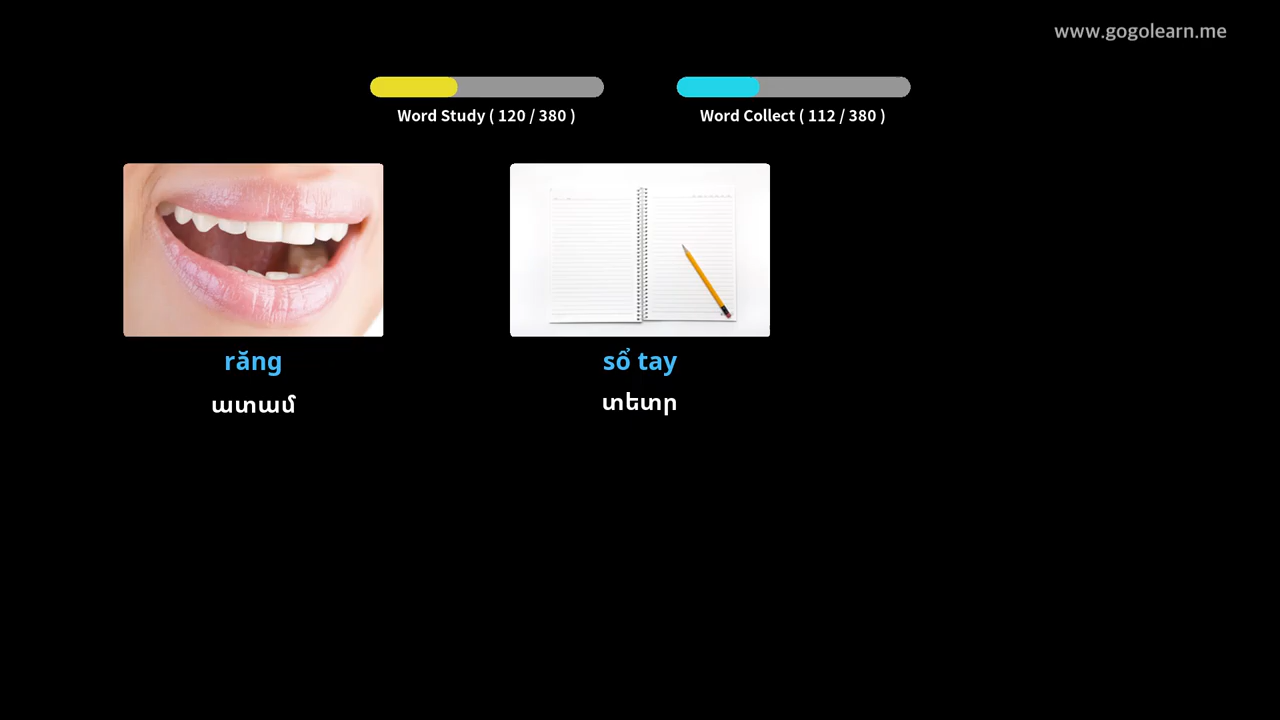 www.gogolearn.me
Word Study ( 120 / 380 )
Word Collect ( 112 / 380 )
răng
ատամ
sổ tay
տետր